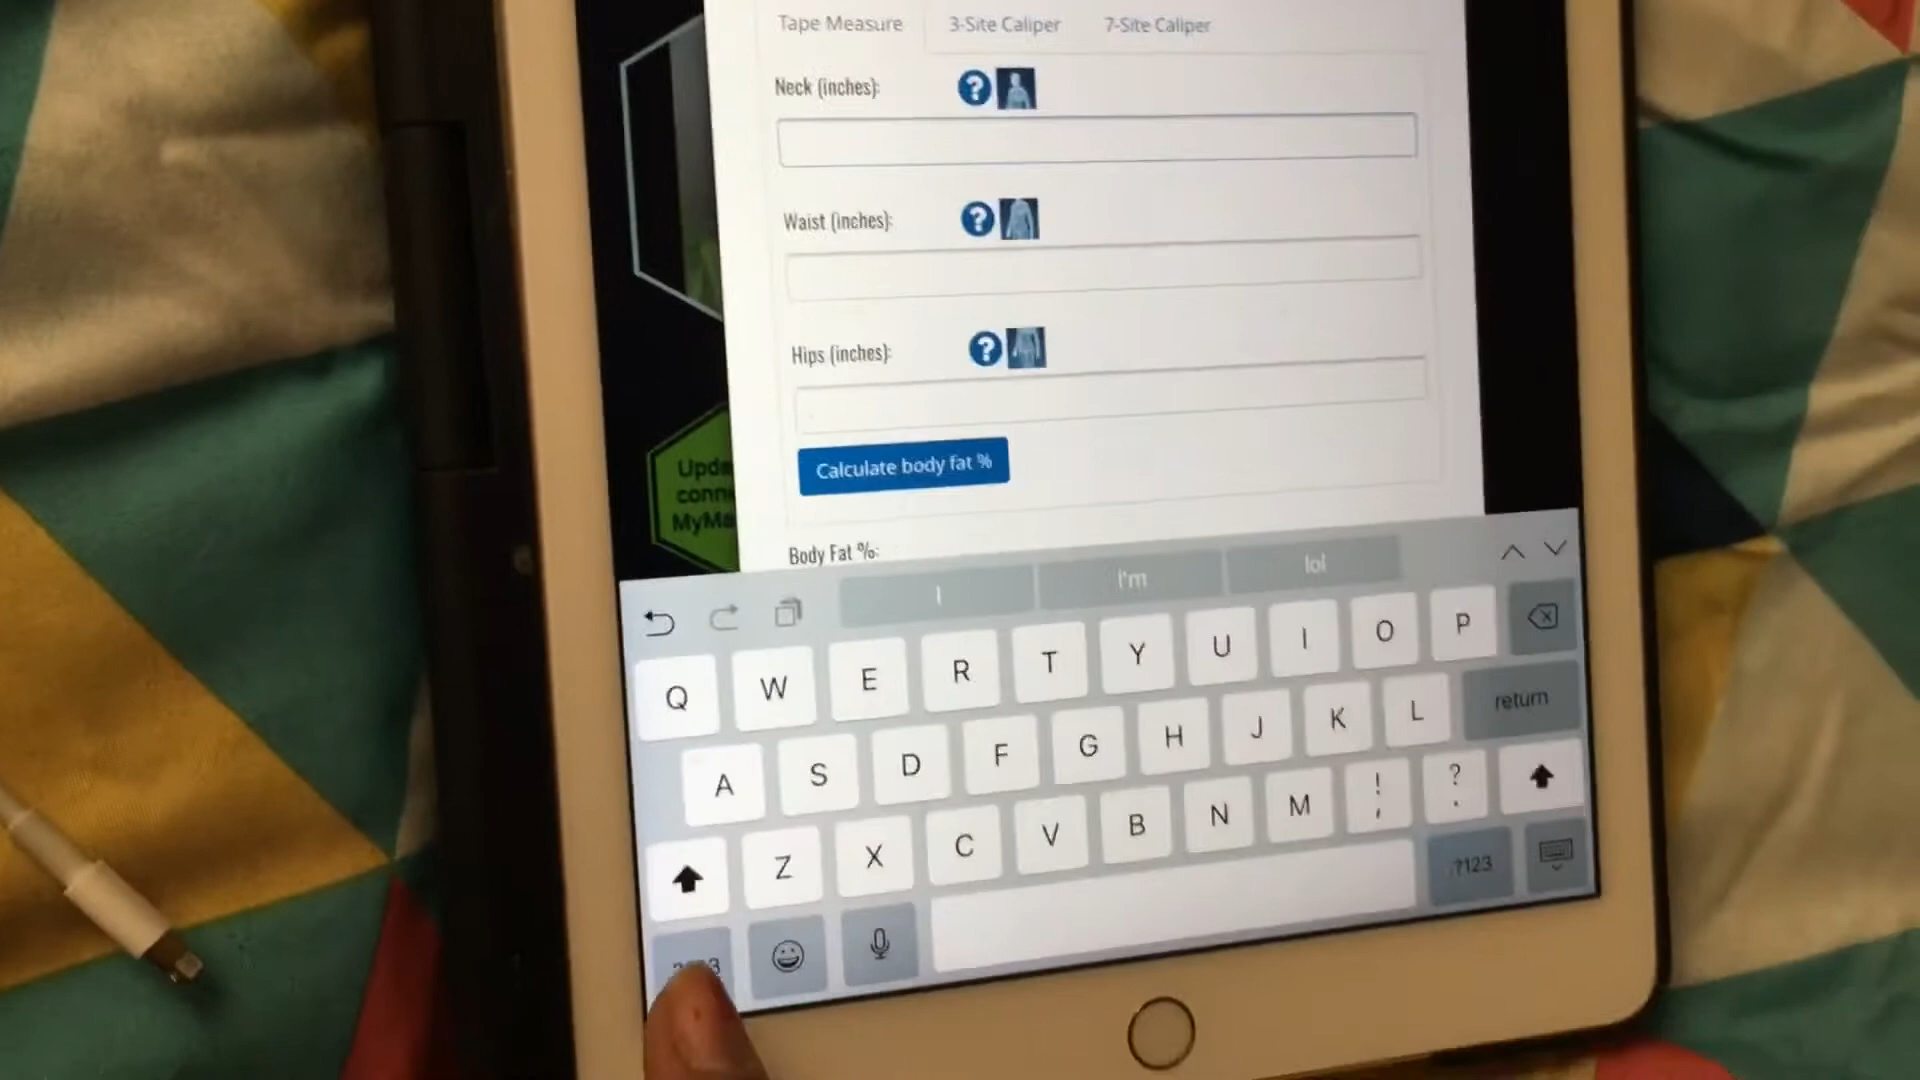 Tape Measure 3-Site Caliper 7-Site Caliper
Neck (inches): ?
Waist (inches): ?
Hips (inches): ?
Calculate body fat %
Body Fat %:
I I'm lol
Q W E R T Y U I O P
A S D F G H J K L return
Z X C V B N M ! , ? .
.?123